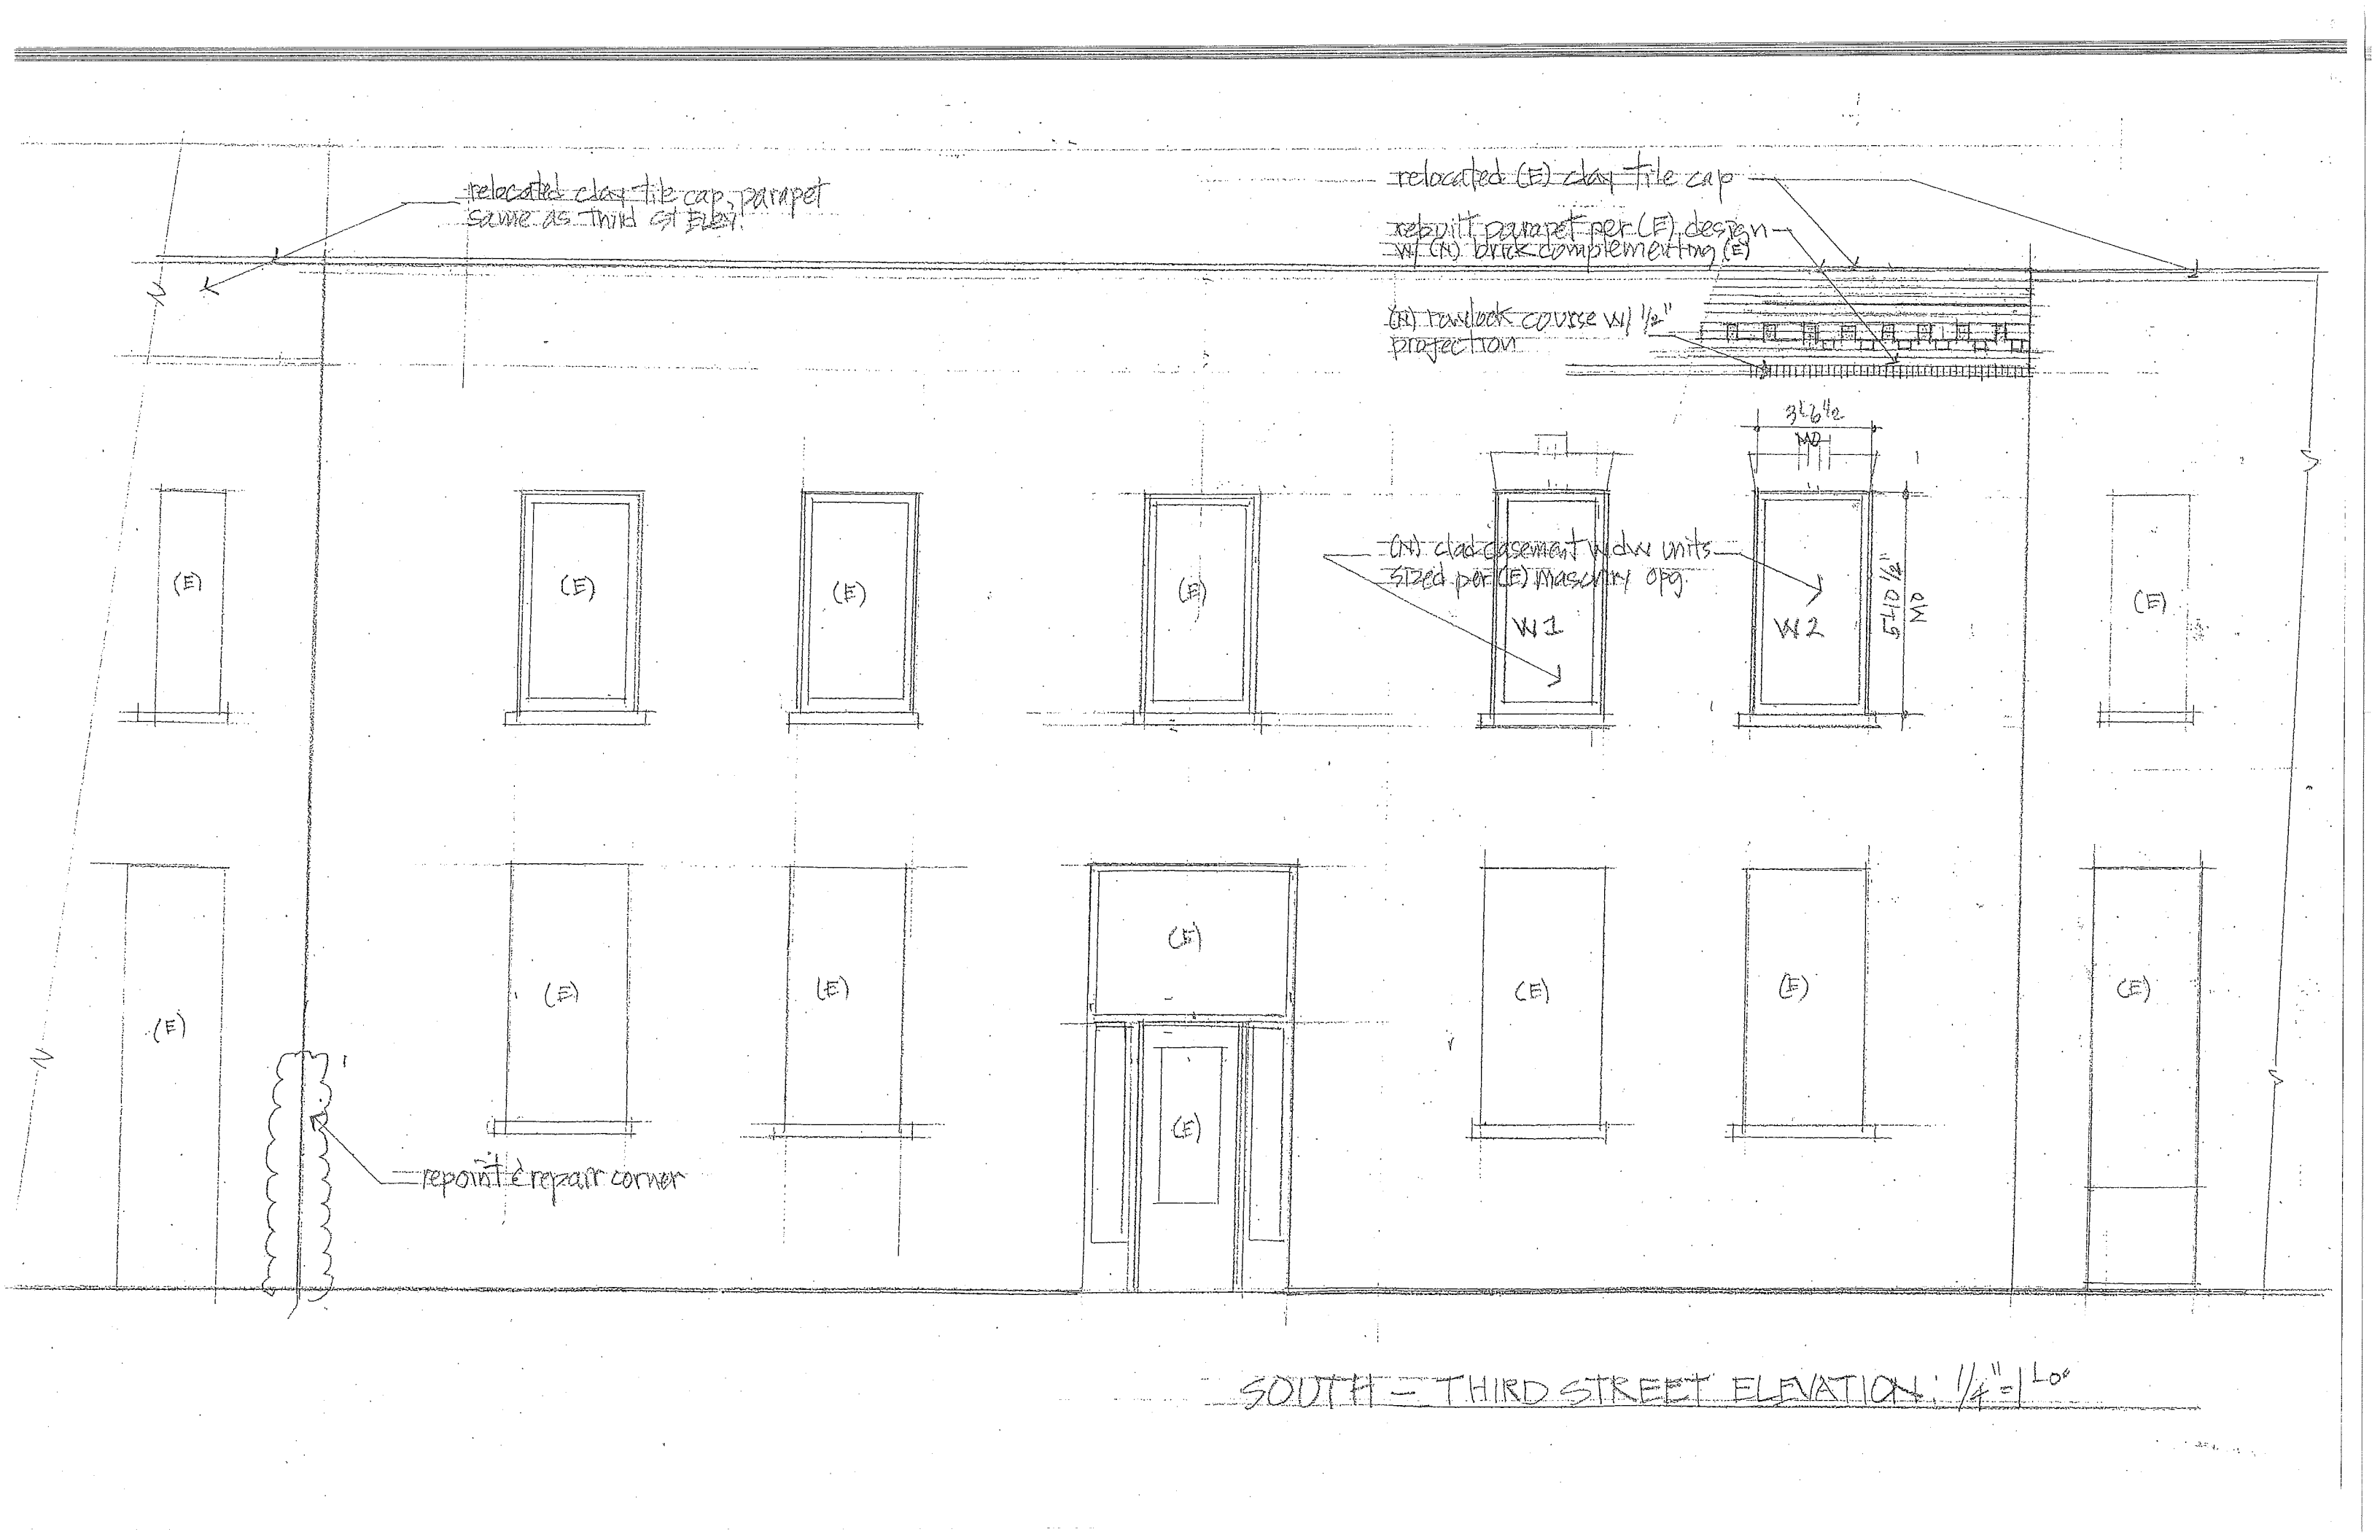 relocated clay tile cap, parapet
same as Third St Elev.
relocated (E) clay tile cap
rebuilt parapet per (E) design
w/ (N) brick complementing (E)
(N) rowlock course w/ 1/2"
projection
3'-6 1/2
MO
(N) clad casement wdw units
sized per (E) masonry opg.
(E)
(E)
(E)
(E)
W1
W2
5'-10 1/2"
MO
(E)
(E)
(E)
(E)
(E)
(E)
(E)
(E)
(E)
(E)
repoint & repair corner
SOUTH - THIRD STREET ELEVATION: 1/4"=1'-0"